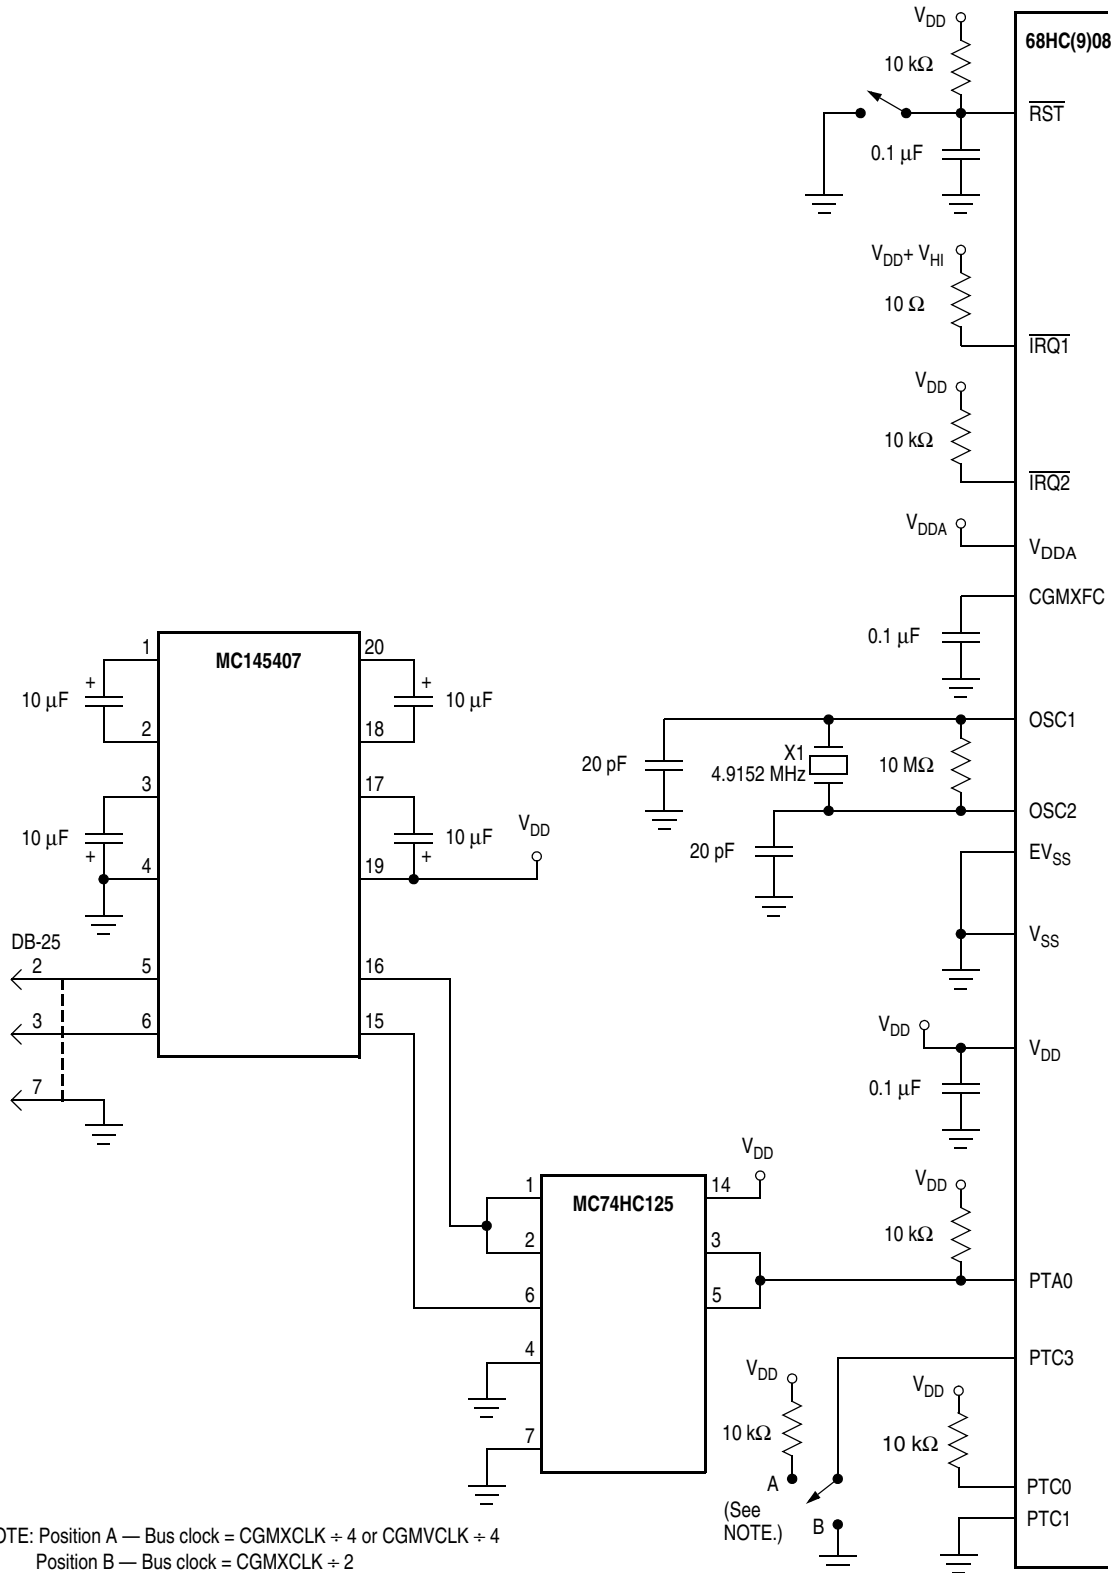 V_DD
68HC(9)08
10 kΩ
RST
0.1 µF
V_DD + V_HI
10 Ω
IRQ1
V_DD
10 kΩ
IRQ2
V_DDA
V_DDA
CGMXFC
0.1 µF
1
MC145407
20
10 µF
+
+
10 µF
2
18
OSC1
20 pF
X1
4.9152 MHz
10 MΩ
3
17
OSC2
10 µF
+
+
10 µF
V_DD
20 pF
4
19
EV_SS
V_SS
DB-25
2
5
16
3
6
15
V_DD
V_DD
0.1 µF
7
V_DD
1
MC74HC125
14
V_DD
2
3
10 kΩ
6
5
PTA0
4
PTC3
V_DD
V_DD
7
10 kΩ
10 kΩ
A
PTC0
(See
NOTE.)
B
PTC1
OTE: Position A — Bus clock = CGMXCLK ÷ 4 or CGMVCLK ÷ 4
Position B — Bus clock = CGMXCLK ÷ 2